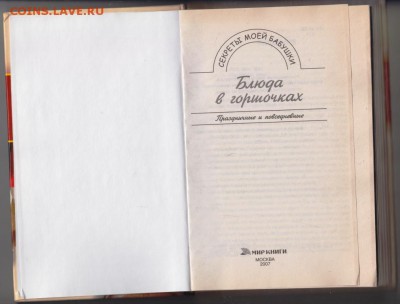 COINS.LAVE.RU
СЕКРЕТЫ МОЕЙ БАБУШКИ
Блюда
в горшочках
Праздничные и повседневные
МИР КНИГИ
МОСКВА
2007